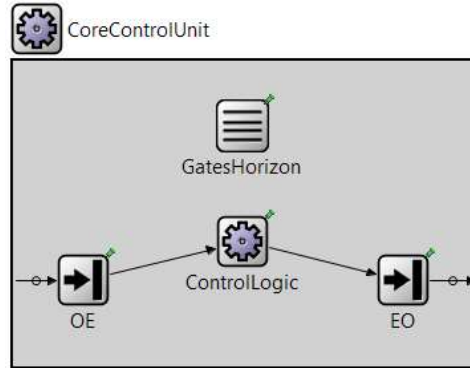 CoreControlUnit
GatesHorizon
ControlLogic
OE
EO